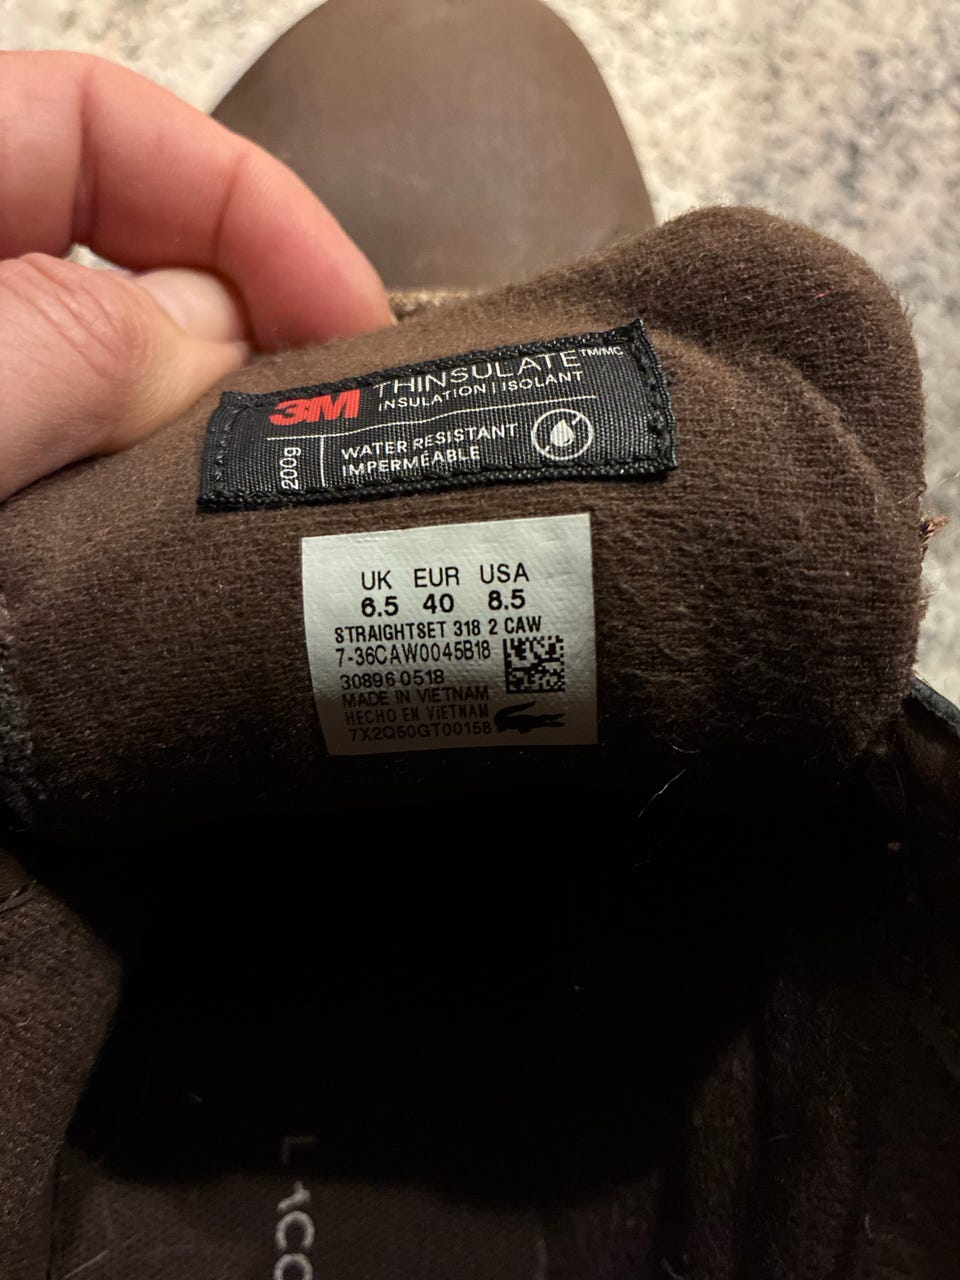 3M THINSULATE™/MC
INSULATION | ISOLANT
200g
WATER RESISTANT
IMPERMÉABLE
UK EUR USA
6.5 40 8.5
STRAIGHTSET 318 2 CAW
7-36CAW0045B18
30896 0518
MADE IN VIETNAM
HECHO EN VIETNAM
7X2Q50GT00158
LACO